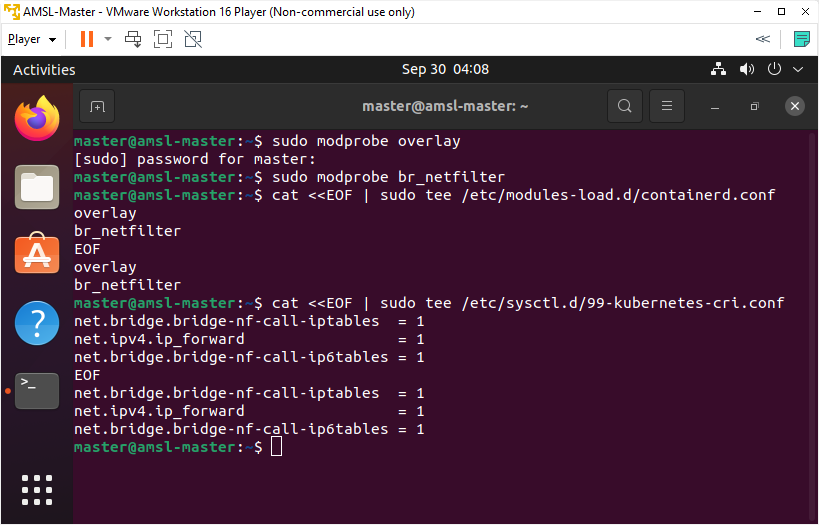 AMSL-Master - VMware Workstation 16 Player (Non-commercial use only)
Player
Activities
Sep 30 04:08
master@amsl-master: ~
master@amsl-master:~$ sudo modprobe overlay
[sudo] password for master:
master@amsl-master:~$ sudo modprobe br_netfilter
master@amsl-master:~$ cat <<EOF | sudo tee /etc/modules-load.d/containerd.conf
overlay
br_netfilter
EOF
overlay
br_netfilter
master@amsl-master:~$ cat <<EOF | sudo tee /etc/sysctl.d/99-kubernetes-cri.conf
net.bridge.bridge-nf-call-iptables  = 1
net.ipv4.ip_forward                 = 1
net.bridge.bridge-nf-call-ip6tables = 1
EOF
net.bridge.bridge-nf-call-iptables  = 1
net.ipv4.ip_forward                 = 1
net.bridge.bridge-nf-call-ip6tables = 1
master@amsl-master:~$